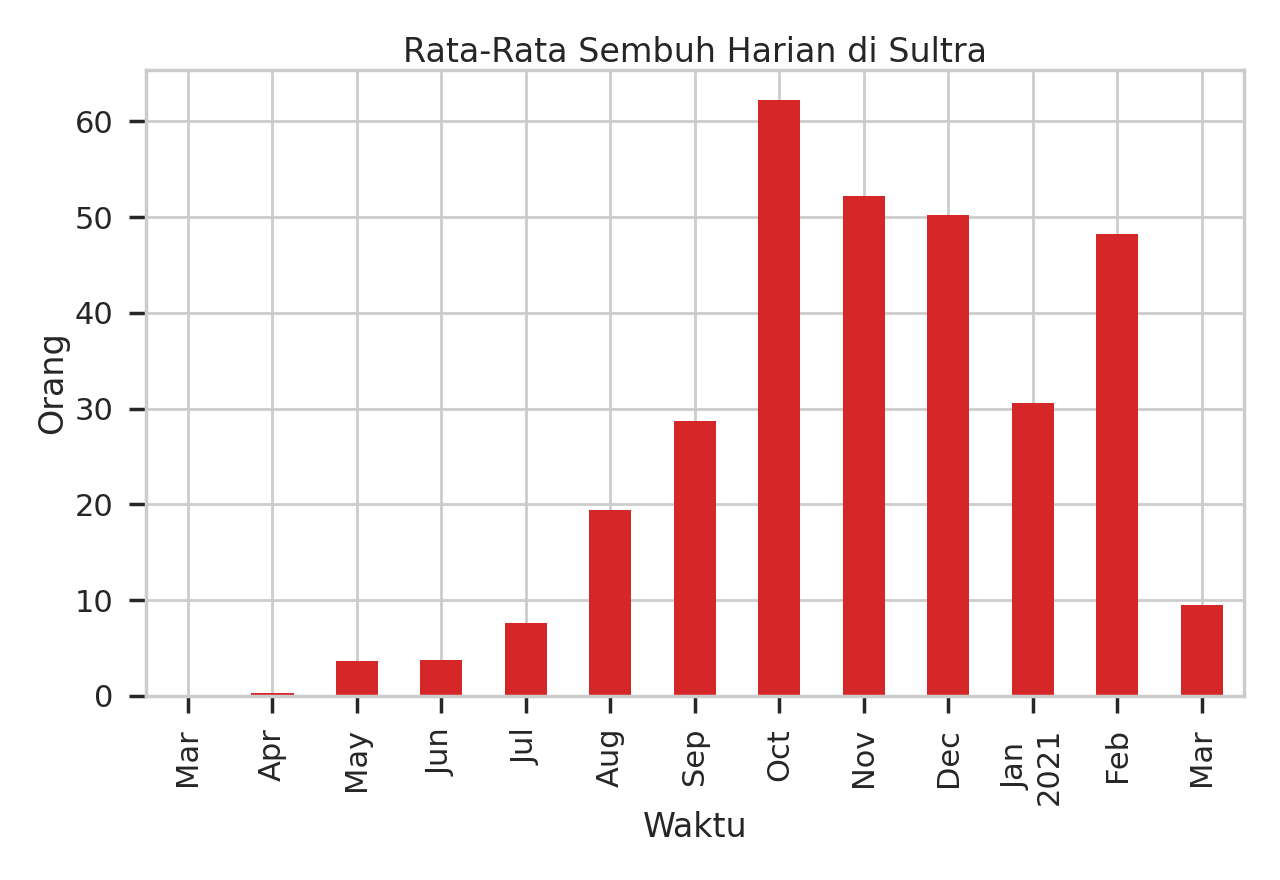 Rata-Rata Sembuh Harian di Sultra
60
50
40
30
20
10
0
Orang
Mar
Apr
May
Jun
Jul
Aug
Sep
Oct
Nov
Dec
Jan
2021
Feb
Mar
Waktu